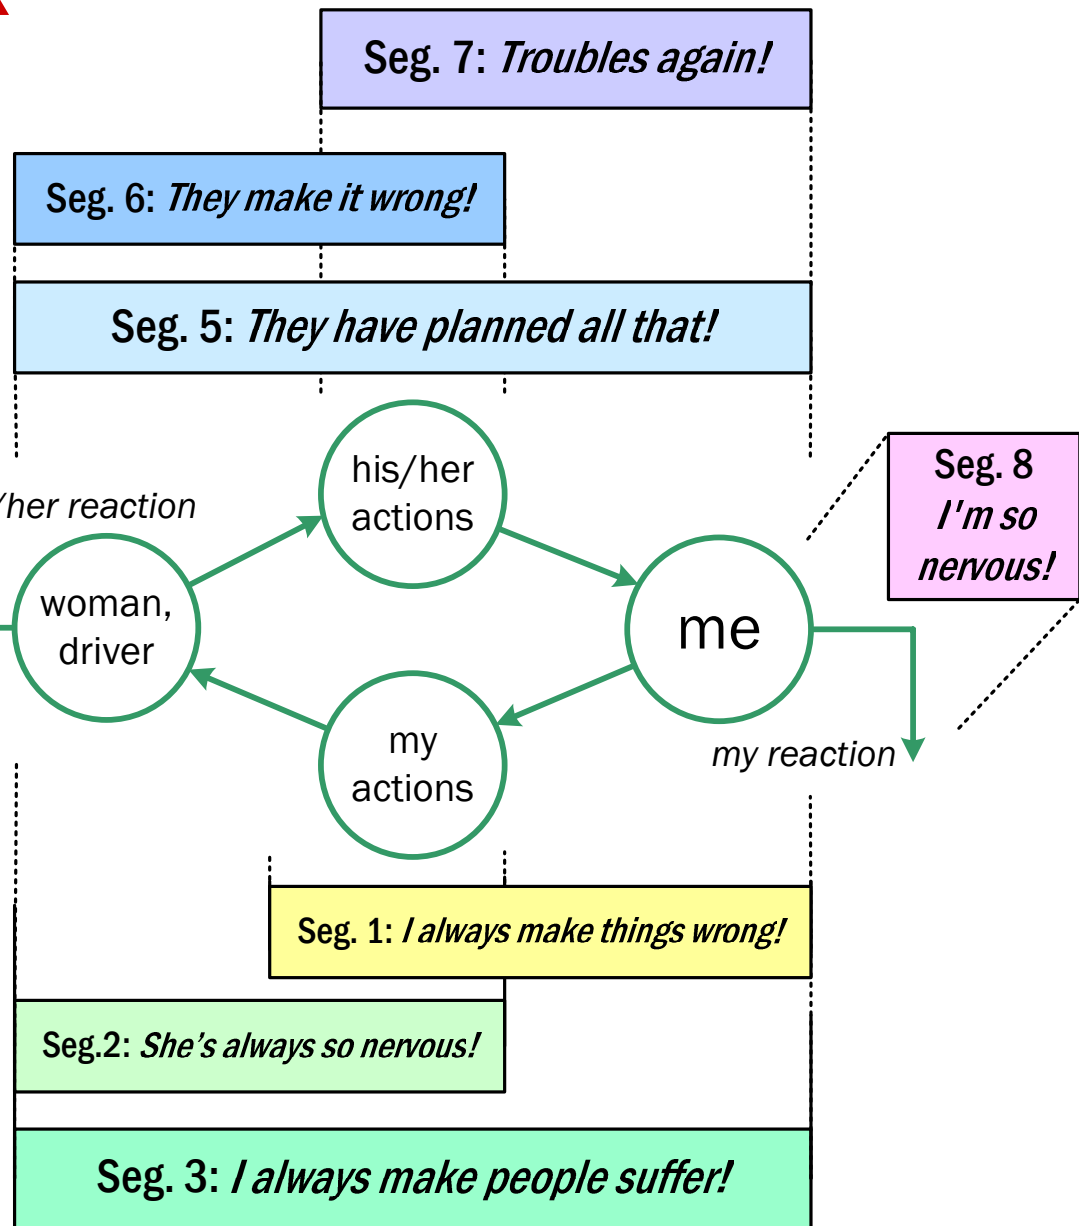 Seg. 7: Troubles again!
Seg. 6: They make it wrong!
Seg. 5: They have planned all that!
his/her
actions
/her reaction
woman,
driver
me
Seg. 8
I'm so
nervous!
my
actions
my reaction
Seg. 1: I always make things wrong!
Seg.2: She's always so nervous!
Seg. 3: I always make people suffer!